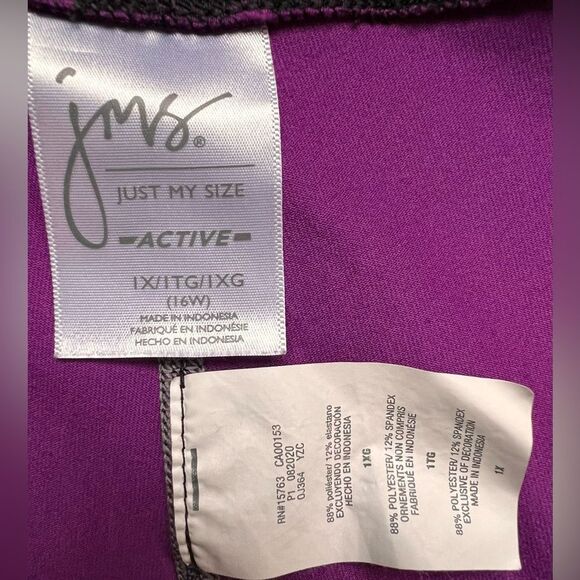 jms®
JUST MY SIZE
ACTIVE
1X/1TG/1XG
(16W)
MADE IN INDONESIA
FABRIQUÉ EN INDONÉSIE
HECHO EN INDONESIA
RN#15763 CA00153
P1 082020
DJ364 YZC
88% poliéster/ 12% elastano
EXCLUYENDO DECORACIÓN
HECHO EN INDONESIA
1XG
88% POLYESTER/ 12% SPANDEX
ORNEMENTS NON COMPRIS
FABRIQUÉ EN INDONÉSIE
1TG
88% POLYESTER/ 12% SPANDEX
EXCLUSIVE OF DECORATION
MADE IN INDONESIA
1X